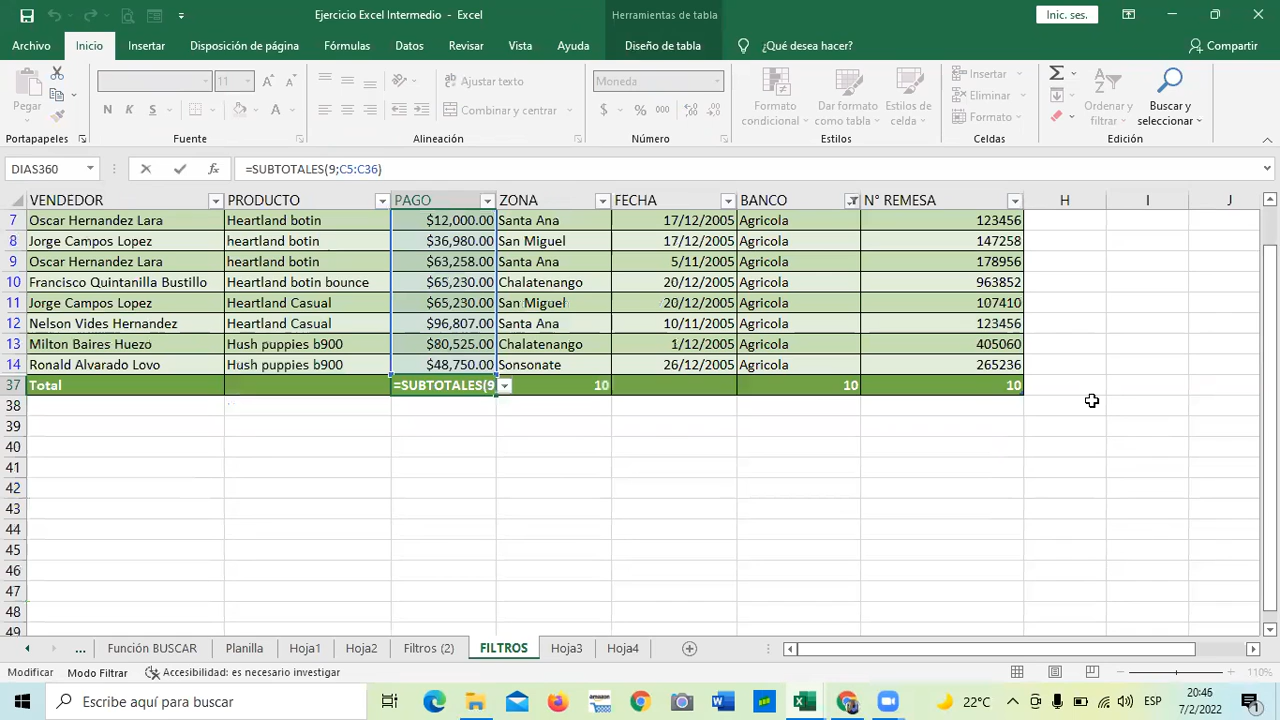 Ejercicio Excel Intermedio - Excel
Herramientas de tabla
Inic. ses.
Archivo Inicio Insertar Disposición de página Fórmulas Datos Revisar Vista Ayuda Diseño de tabla ¿Qué desea hacer? Compartir
Pegar
11
Ajustar texto
Moneda
Insertar
N K S
Combinar y centrar
$ % 000
Formato condicional
Dar formato como tabla
Estilos de celda
Eliminar
Formato
Ordenar y filtrar
Buscar y seleccionar
Portapapeles Fuente Alineación Número Estilos Celdas Edición
DIAS360 fx =SUBTOTALES(9;C5:C36)
VENDEDOR PRODUCTO PAGO ZONA FECHA BANCO N° REMESA H I J
7 Oscar Hernandez Lara Heartland botin $12,000.00 Santa Ana 17/12/2005 Agricola 123456
8 Jorge Campos Lopez heartland botin $36,980.00 San Miguel 17/12/2005 Agricola 147258
9 Oscar Hernandez Lara heartland botin $63,258.00 Santa Ana 5/11/2005 Agricola 178956
10 Francisco Quintanilla Bustillo Heartland botin bounce $65,230.00 Chalatenango 20/12/2005 Agricola 963852
11 Jorge Campos Lopez Heartland Casual $65,230.00 San Miguel 20/12/2005 Agricola 107410
12 Nelson Vides Hernandez Heartland Casual $96,807.00 Santa Ana 10/11/2005 Agricola 123456
13 Milton Baires Huezo Hush puppies b900 $80,525.00 Chalatenango 1/12/2005 Agricola 405060
14 Ronald Alvarado Lovo Hush puppies b900 $48,750.00 Sonsonate 26/12/2005 Agricola 265236
37 Total =SUBTOTALES(9 10 10 10
38
39
40
41
42
43
44
45
46
47
48
49
... Función BUSCAR Planilla Hoja1 Hoja2 Filtros (2) FILTROS Hoja3 Hoja4
Modificar Modo Filtrar Accesibilidad: es necesario investigar 110%
Escribe aquí para buscar
amazon
22°C
ESP
20:46
7/2/2022
1